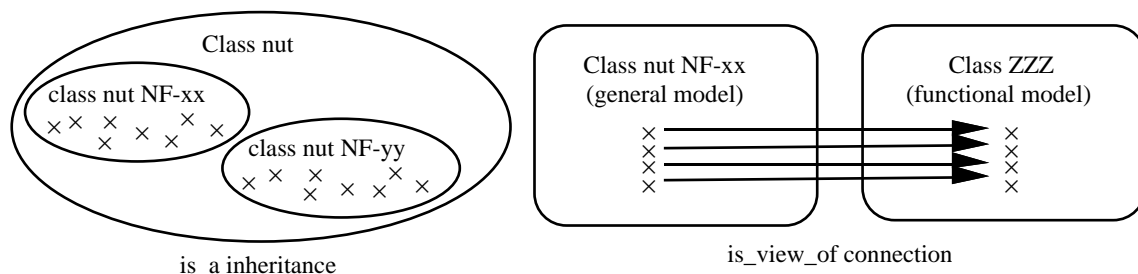 Class nut
class nut NF-xx
class nut NF-yy
is_a inheritance
Class nut NF-xx
(general model)
Class ZZZ
(functional model)
is_view_of connection